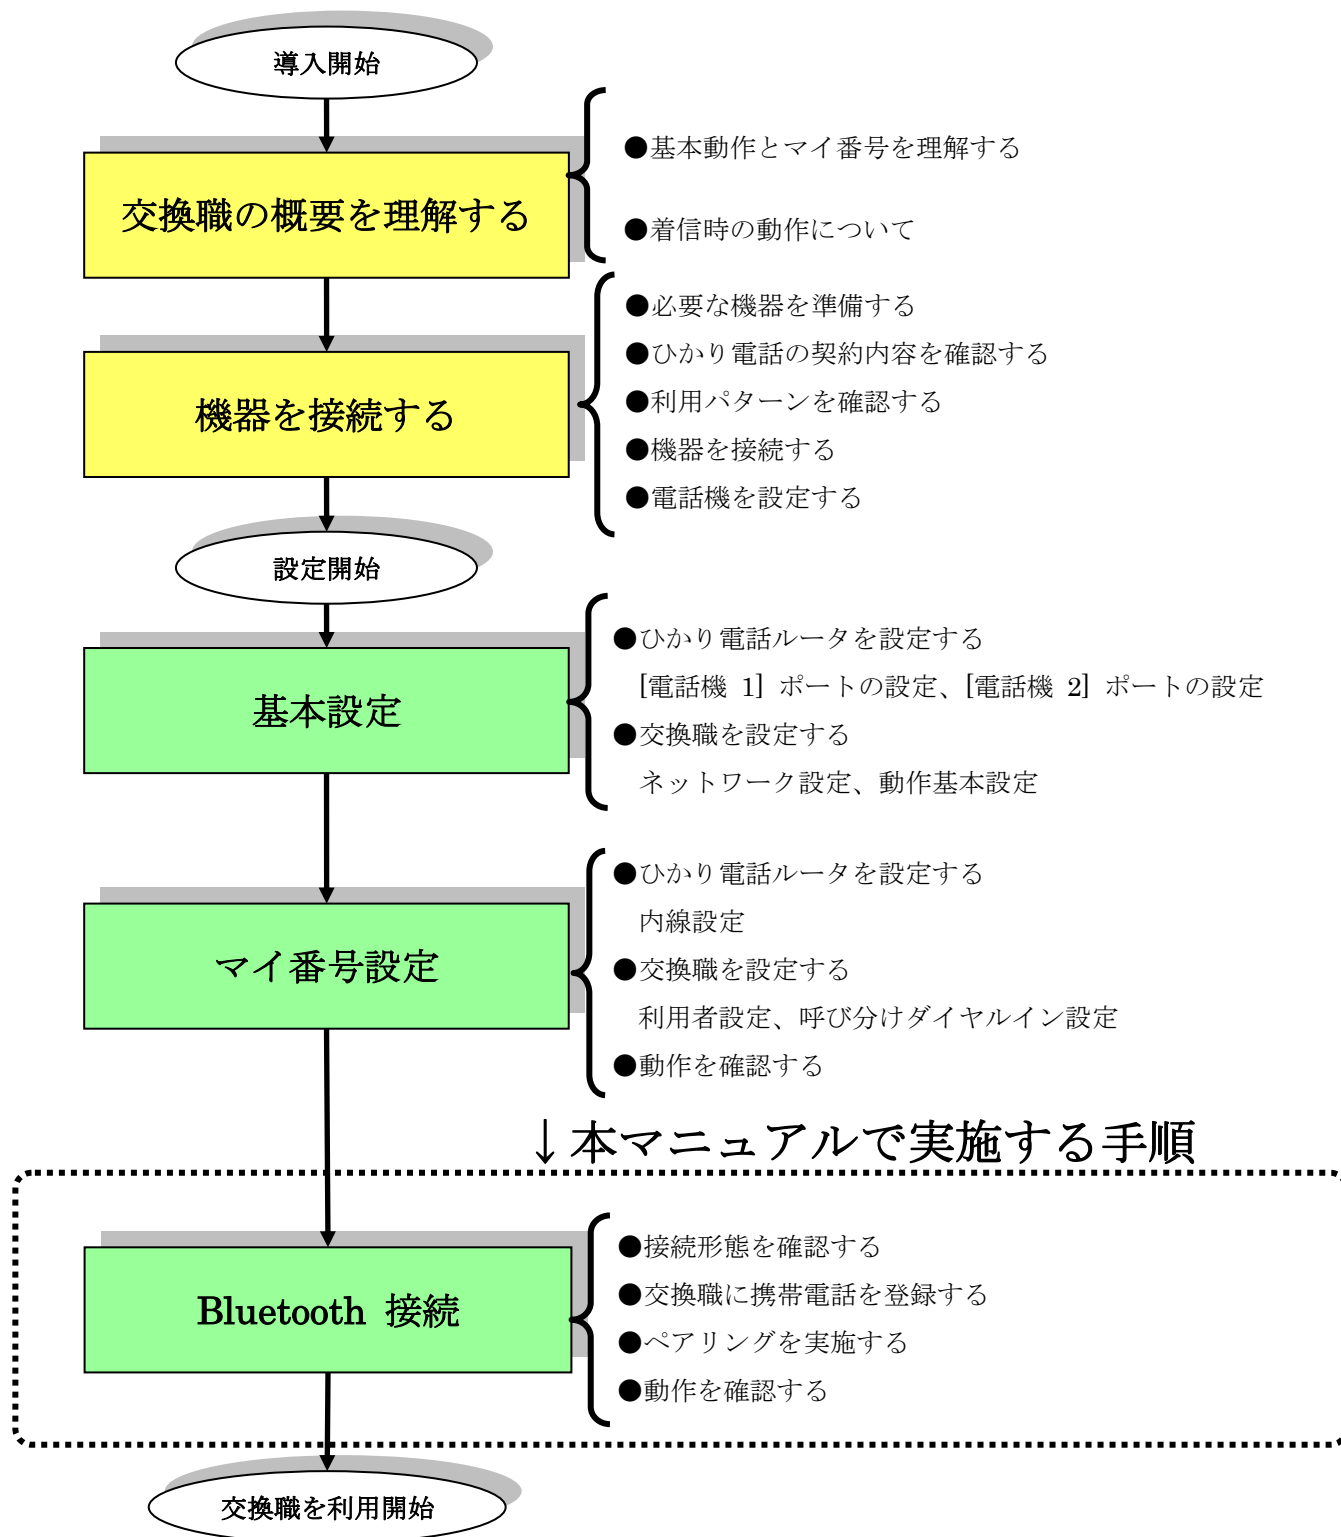 導入開始
交換職の概要を理解する
●基本動作とマイ番号を理解する
●着信時の動作について
機器を接続する
●必要な機器を準備する
●ひかり電話の契約内容を確認する
●利用パターンを確認する
●機器を接続する
●電話機を設定する
設定開始
基本設定
●ひかり電話ルータを設定する
[電話機 1] ポートの設定、[電話機 2] ポートの設定
●交換職を設定する
ネットワーク設定、動作基本設定
マイ番号設定
●ひかり電話ルータを設定する
内線設定
●交換職を設定する
利用者設定、呼び分けダイヤルイン設定
●動作を確認する
↓本マニュアルで実施する手順
Bluetooth 接続
●接続形態を確認する
●交換職に携帯電話を登録する
●ペアリングを実施する
●動作を確認する
交換職を利用開始